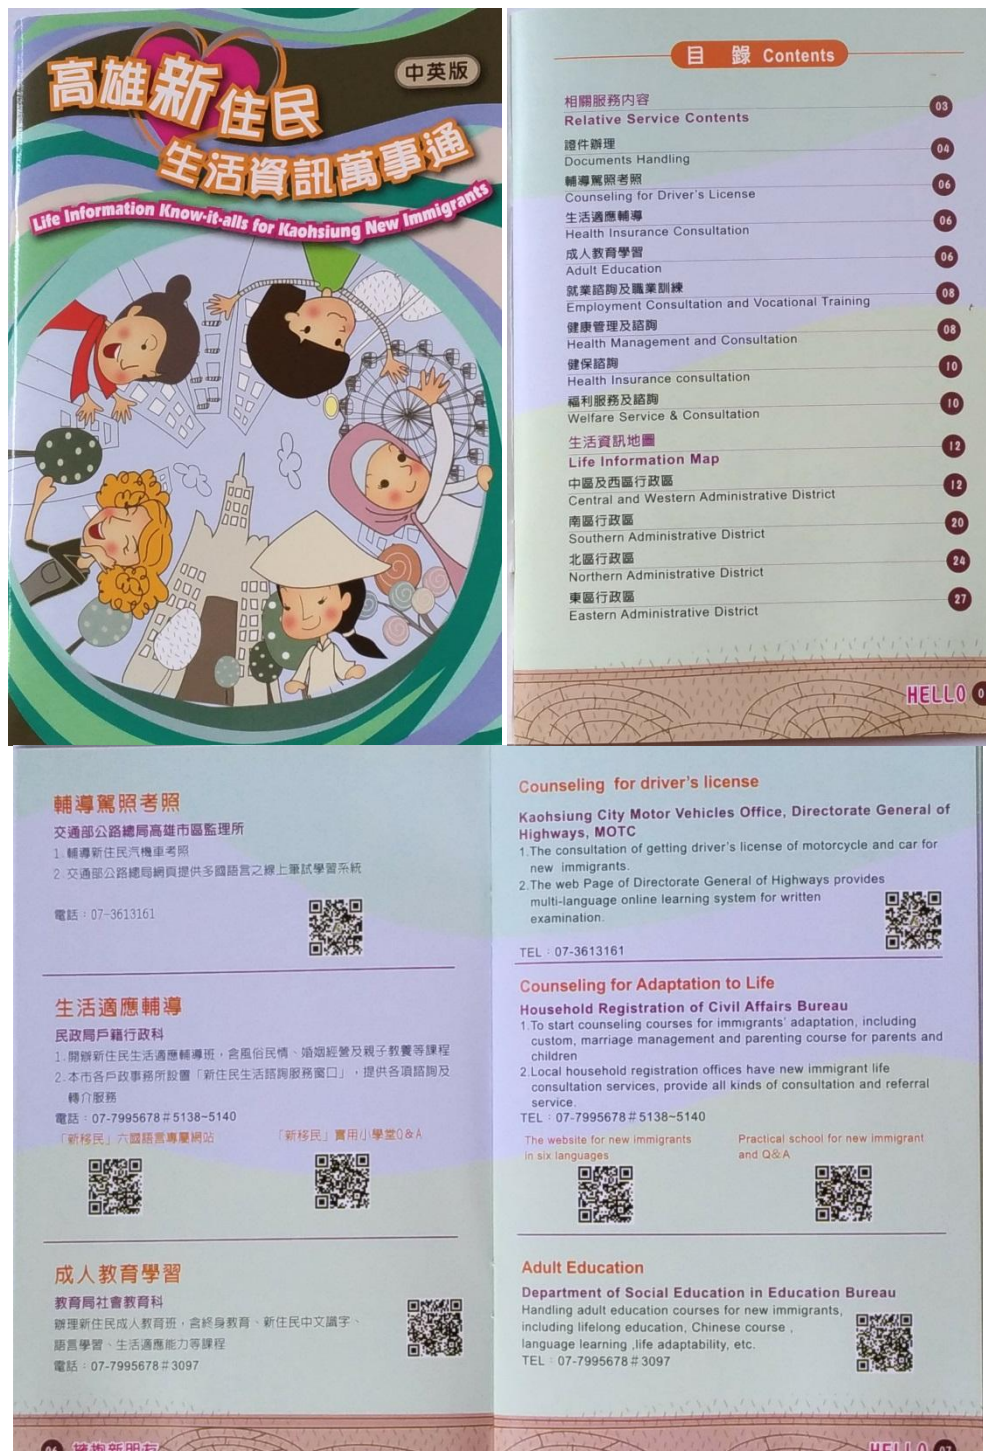 高雄新住民
中英版
生活資訊萬事通
Life Information Know-it-alls for Kaohsiung New Immigrants
目錄 Contents
相關服務內容
Relative Service Contents 03
證件辦理
Documents Handling 04
輔導駕照考照
Counseling for Driver's License 06
生活適應輔導
Health Insurance Consultation 06
成人教育學習
Adult Education 06
就業諮詢及職業訓練
Employment Consultation and Vocational Training 08
健康管理及諮詢
Health Management and Consultation 08
健保諮詢
Health Insurance consultation 10
福利服務及諮詢
Welfare Service & Consultation 10
生活資訊地圖
Life Information Map 12
中區及西區行政區
Central and Western Administrative District 12
南區行政區
Southern Administrative District 20
北區行政區
Northern Administrative District 24
東區行政區
Eastern Administrative District 27
HELLO
輔導駕照考照
交通部公路總局高雄市區監理所
1.輔導新住民汽機車考照
2.交通部公路總局網頁提供多國語言之線上筆試學習系統
電話：07-3613161
生活適應輔導
民政局戶籍行政科
1.開辦新住民生活適應輔導班，含風俗民情、婚姻經營及親子教養等課程
2.本市各戶政事務所設置「新住民生活諮詢服務窗口」，提供各項諮詢及
轉介服務
電話：07-7995678＃5138~5140
「新移民」六國語言專屬網站
「新移民」實用小學堂Q&A
成人教育學習
教育局社會教育科
辦理新住民成人教育班，含終身教育、新住民中文識字、
語言學習、生活適應能力等課程
電話：07-7995678＃3097
06 擁抱新朋友
Counseling for driver's license
Kaohsiung City Motor Vehicles Office, Directorate General of
Highways, MOTC
1.The consultation of getting driver's license of motorcycle and car for
new immigrants.
2.The web Page of Directorate General of Highways provides
multi-language online learning system for written
examination.
TEL：07-3613161
Counseling for Adaptation to Life
Household Registration of Civil Affairs Bureau
1.To start counseling courses for immigrants' adaptation, including
custom, marriage management and parenting course for parents and
children
2.Local household registration offices have new immigrant life
consultation services, provide all kinds of consultation and referral
service.
TEL：07-7995678＃5138~5140
The website for new immigrants
in six languages
Practical school for new immigrant
and Q&A
Adult Education
Department of Social Education in Education Bureau
Handling adult education courses for new immigrants,
including lifelong education, Chinese course ,
language learning ,life adaptability, etc.
TEL：07-7995678＃3097
HELLO 07